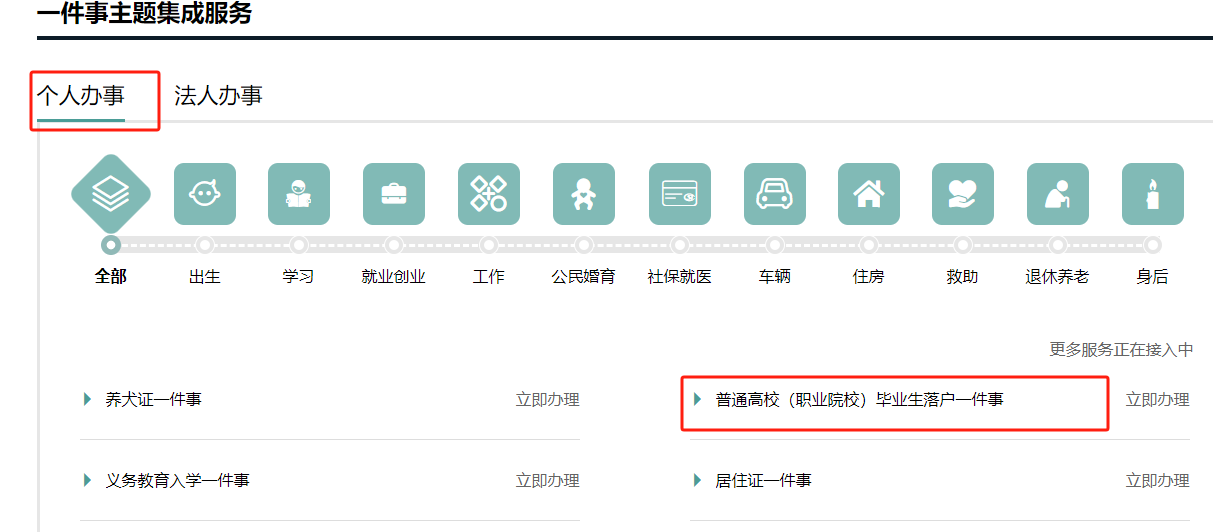 一件事主题集成服务
个人办事 法人办事
全部 出生 学习 就业创业 工作 公民婚育 社保就医 车辆 住房 救助 退休养老 身后
更多服务正在接入中
养犬证一件事 立即办理 普通高校（职业院校）毕业生落户一件事 立即办理
义务教育入学一件事 立即办理 居住证一件事 立即办理